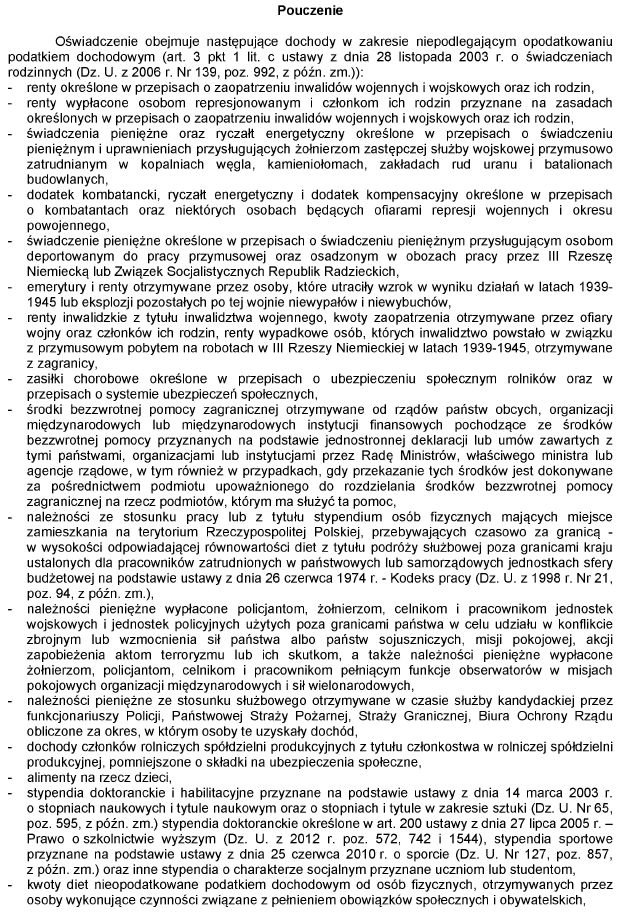 Pouczenie
Oświadczenie obejmuje następujące dochody w zakresie niepodlegającym opodatkowaniu
podatkiem dochodowym (art. 3 pkt 1 lit. c ustawy z dnia 28 listopada 2003 r. o świadczeniach
rodzinnych (Dz. U. z 2006 r. Nr 139, poz. 992, z późn. zm.)):
- renty określone w przepisach o zaopatrzeniu inwalidów wojennych i wojskowych oraz ich rodzin,
- renty wypłacone osobom represjonowanym i członkom ich rodzin przyznane na zasadach
określonych w przepisach o zaopatrzeniu inwalidów wojennych i wojskowych oraz ich rodzin,
- świadczenia pieniężne oraz ryczałt energetyczny określone w przepisach o świadczeniu
pieniężnym i uprawnieniach przysługujących żołnierzom zastępczej służby wojskowej przymusowo
zatrudnianym w kopalniach węgla, kamieniołomach, zakładach rud uranu i batalionach
budowlanych,
- dodatek kombatancki, ryczałt energetyczny i dodatek kompensacyjny określone w przepisach
o kombatantach oraz niektórych osobach będących ofiarami represji wojennych i okresu
powojennego,
- świadczenie pieniężne określone w przepisach o świadczeniu pieniężnym przysługującym osobom
deportowanym do pracy przymusowej oraz osadzonym w obozach pracy przez III Rzeszę
Niemiecką lub Związek Socjalistycznych Republik Radzieckich,
- emerytury i renty otrzymywane przez osoby, które utraciły wzrok w wyniku działań w latach 1939-
1945 lub eksplozji pozostałych po tej wojnie niewypałów i niewybuchów,
- renty inwalidzkie z tytułu inwalidztwa wojennego, kwoty zaopatrzenia otrzymywane przez ofiary
wojny oraz członków ich rodzin, renty wypadkowe osób, których inwalidztwo powstało w związku
z przymusowym pobytem na robotach w III Rzeszy Niemieckiej w latach 1939-1945, otrzymywane
z zagranicy,
- zasiłki chorobowe określone w przepisach o ubezpieczeniu społecznym rolników oraz w
przepisach o systemie ubezpieczeń społecznych,
- środki bezzwrotnej pomocy zagranicznej otrzymywane od rządów państw obcych, organizacji
międzynarodowych lub międzynarodowych instytucji finansowych pochodzące ze środków
bezzwrotnej pomocy przyznanych na podstawie jednostronnej deklaracji lub umów zawartych z
tymi państwami, organizacjami lub instytucjami przez Radę Ministrów, właściwego ministra lub
agencje rządowe, w tym również w przypadkach, gdy przekazanie tych środków jest dokonywane
za pośrednictwem podmiotu upoważnionego do rozdzielania środków bezzwrotnej pomocy
zagranicznej na rzecz podmiotów, którym ma służyć ta pomoc,
- należności ze stosunku pracy lub z tytułu stypendium osób fizycznych mających miejsce
zamieszkania na terytorium Rzeczypospolitej Polskiej, przebywających czasowo za granicą -
w wysokości odpowiadającej równowartości diet z tytułu podróży służbowej poza granicami kraju
ustalonych dla pracowników zatrudnionych w państwowych lub samorządowych jednostkach sfery
budżetowej na podstawie ustawy z dnia 26 czerwca 1974 r. - Kodeks pracy (Dz. U. z 1998 r. Nr 21,
poz. 94, z późn. zm.),
- należności pieniężne wypłacone policjantom, żołnierzom, celnikom i pracownikom jednostek
wojskowych i jednostek policyjnych użytych poza granicami państwa w celu udziału w konflikcie
zbrojnym lub wzmocnienia sił państwa albo państw sojuszniczych, misji pokojowej, akcji
zapobieżenia aktom terroryzmu lub ich skutkom, a także należności pieniężne wypłacone
żołnierzom, policjantom, celnikom i pracownikom pełniącym funkcje obserwatorów w misjach
pokojowych organizacji międzynarodowych i sił wielonarodowych,
- należności pieniężne ze stosunku służbowego otrzymywane w czasie służby kandydackiej przez
funkcjonariuszy Policji, Państwowej Straży Pożarnej, Straży Granicznej, Biura Ochrony Rządu
obliczone za okres, w którym osoby te uzyskały dochód,
- dochody członków rolniczych spółdzielni produkcyjnych z tytułu członkostwa w rolniczej spółdzielni
produkcyjnej, pomniejszone o składki na ubezpieczenia społeczne,
- alimenty na rzecz dzieci,
- stypendia doktoranckie i habilitacyjne przyznane na podstawie ustawy z dnia 14 marca 2003 r.
o stopniach naukowych i tytule naukowym oraz o stopniach i tytule w zakresie sztuki (Dz. U. Nr 65,
poz. 595, z późn. zm.) stypendia doktoranckie określone w art. 200 ustawy z dnia 27 lipca 2005 r. –
Prawo o szkolnictwie wyższym (Dz. U. z 2012 r. poz. 572, 742 i 1544), stypendia sportowe
przyznane na podstawie ustawy z dnia 25 czerwca 2010 r. o sporcie (Dz. U. Nr 127, poz. 857,
z późn. zm.) oraz inne stypendia o charakterze socjalnym przyznane uczniom lub studentom,
- kwoty diet nieopodatkowane podatkiem dochodowym od osób fizycznych, otrzymywanych przez
osoby wykonujące czynności związane z pełnieniem obowiązków społecznych i obywatelskich,